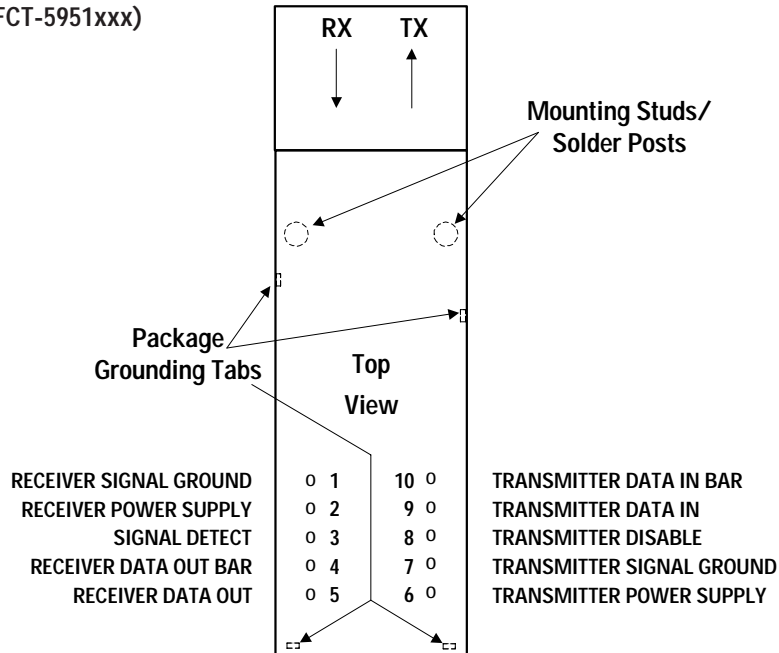 FCT-5951xxx)
RX TX
Mounting Studs/
Solder Posts
Package
Grounding Tabs
Top
View
RECEIVER SIGNAL GROUND o 1 10 o TRANSMITTER DATA IN BAR
RECEIVER POWER SUPPLY o 2 9 o TRANSMITTER DATA IN
SIGNAL DETECT o 3 8 o TRANSMITTER DISABLE
RECEIVER DATA OUT BAR o 4 7 o TRANSMITTER SIGNAL GROUND
RECEIVER DATA OUT o 5 6 o TRANSMITTER POWER SUPPLY